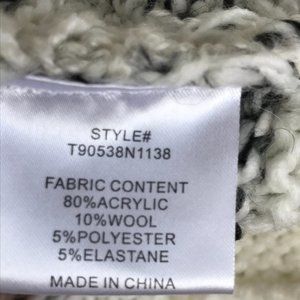 STYLE#
T90538N1138
FABRIC CONTENT
80%ACRYLIC
10%WOOL
5%POLYESTER
5%ELASTANE
MADE IN CHINA